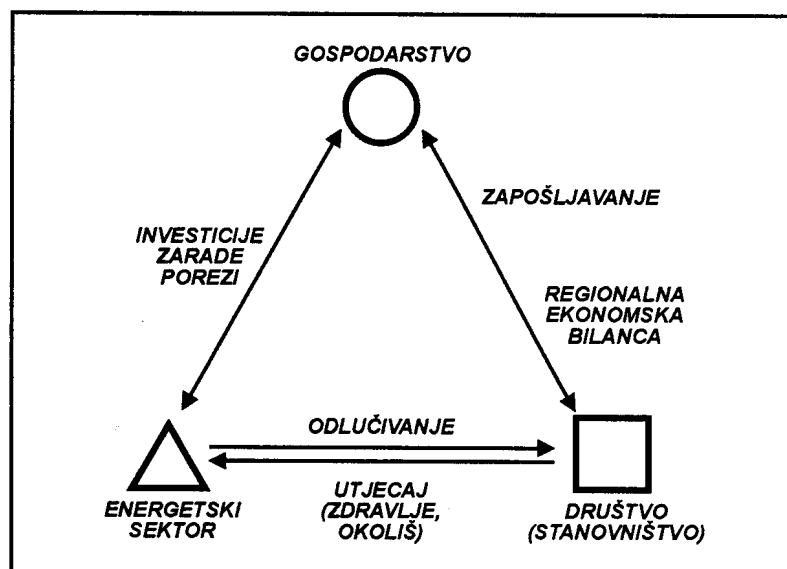 GOSPODARSTVO
ZAPOŠLJAVANJE
INVESTICIJE
ZARADE
POREZI
REGIONALNA
EKONOMSKA
BILANCA
ODLUČIVANJE
ENERGETSKI
SEKTOR
UTJECAJ
(ZDRAVLJE,
OKOLIŠ)
DRUŠTVO
(STANOVNIŠTVO)